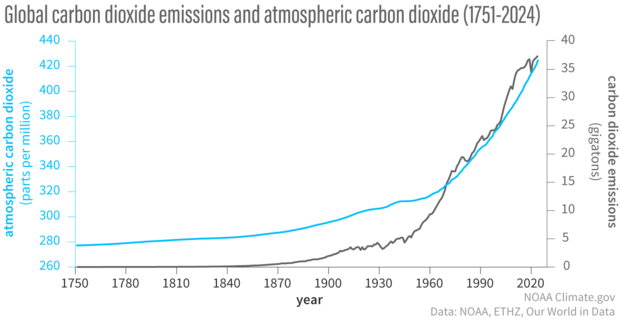 Global carbon dioxide emissions and atmospheric carbon dioxide (1751-2024)
atmospheric carbon dioxide
(parts per million)
440
420
400
380
360
340
320
300
280
260
40
35
30
25
20
15
10
5
0
carbon dioxide emissions
(gigatons)
1750 1780 1810 1840 1870 1900 1930 1960 1990 2020
year
NOAA Climate.gov
Data: NOAA, ETHZ, Our World in Data